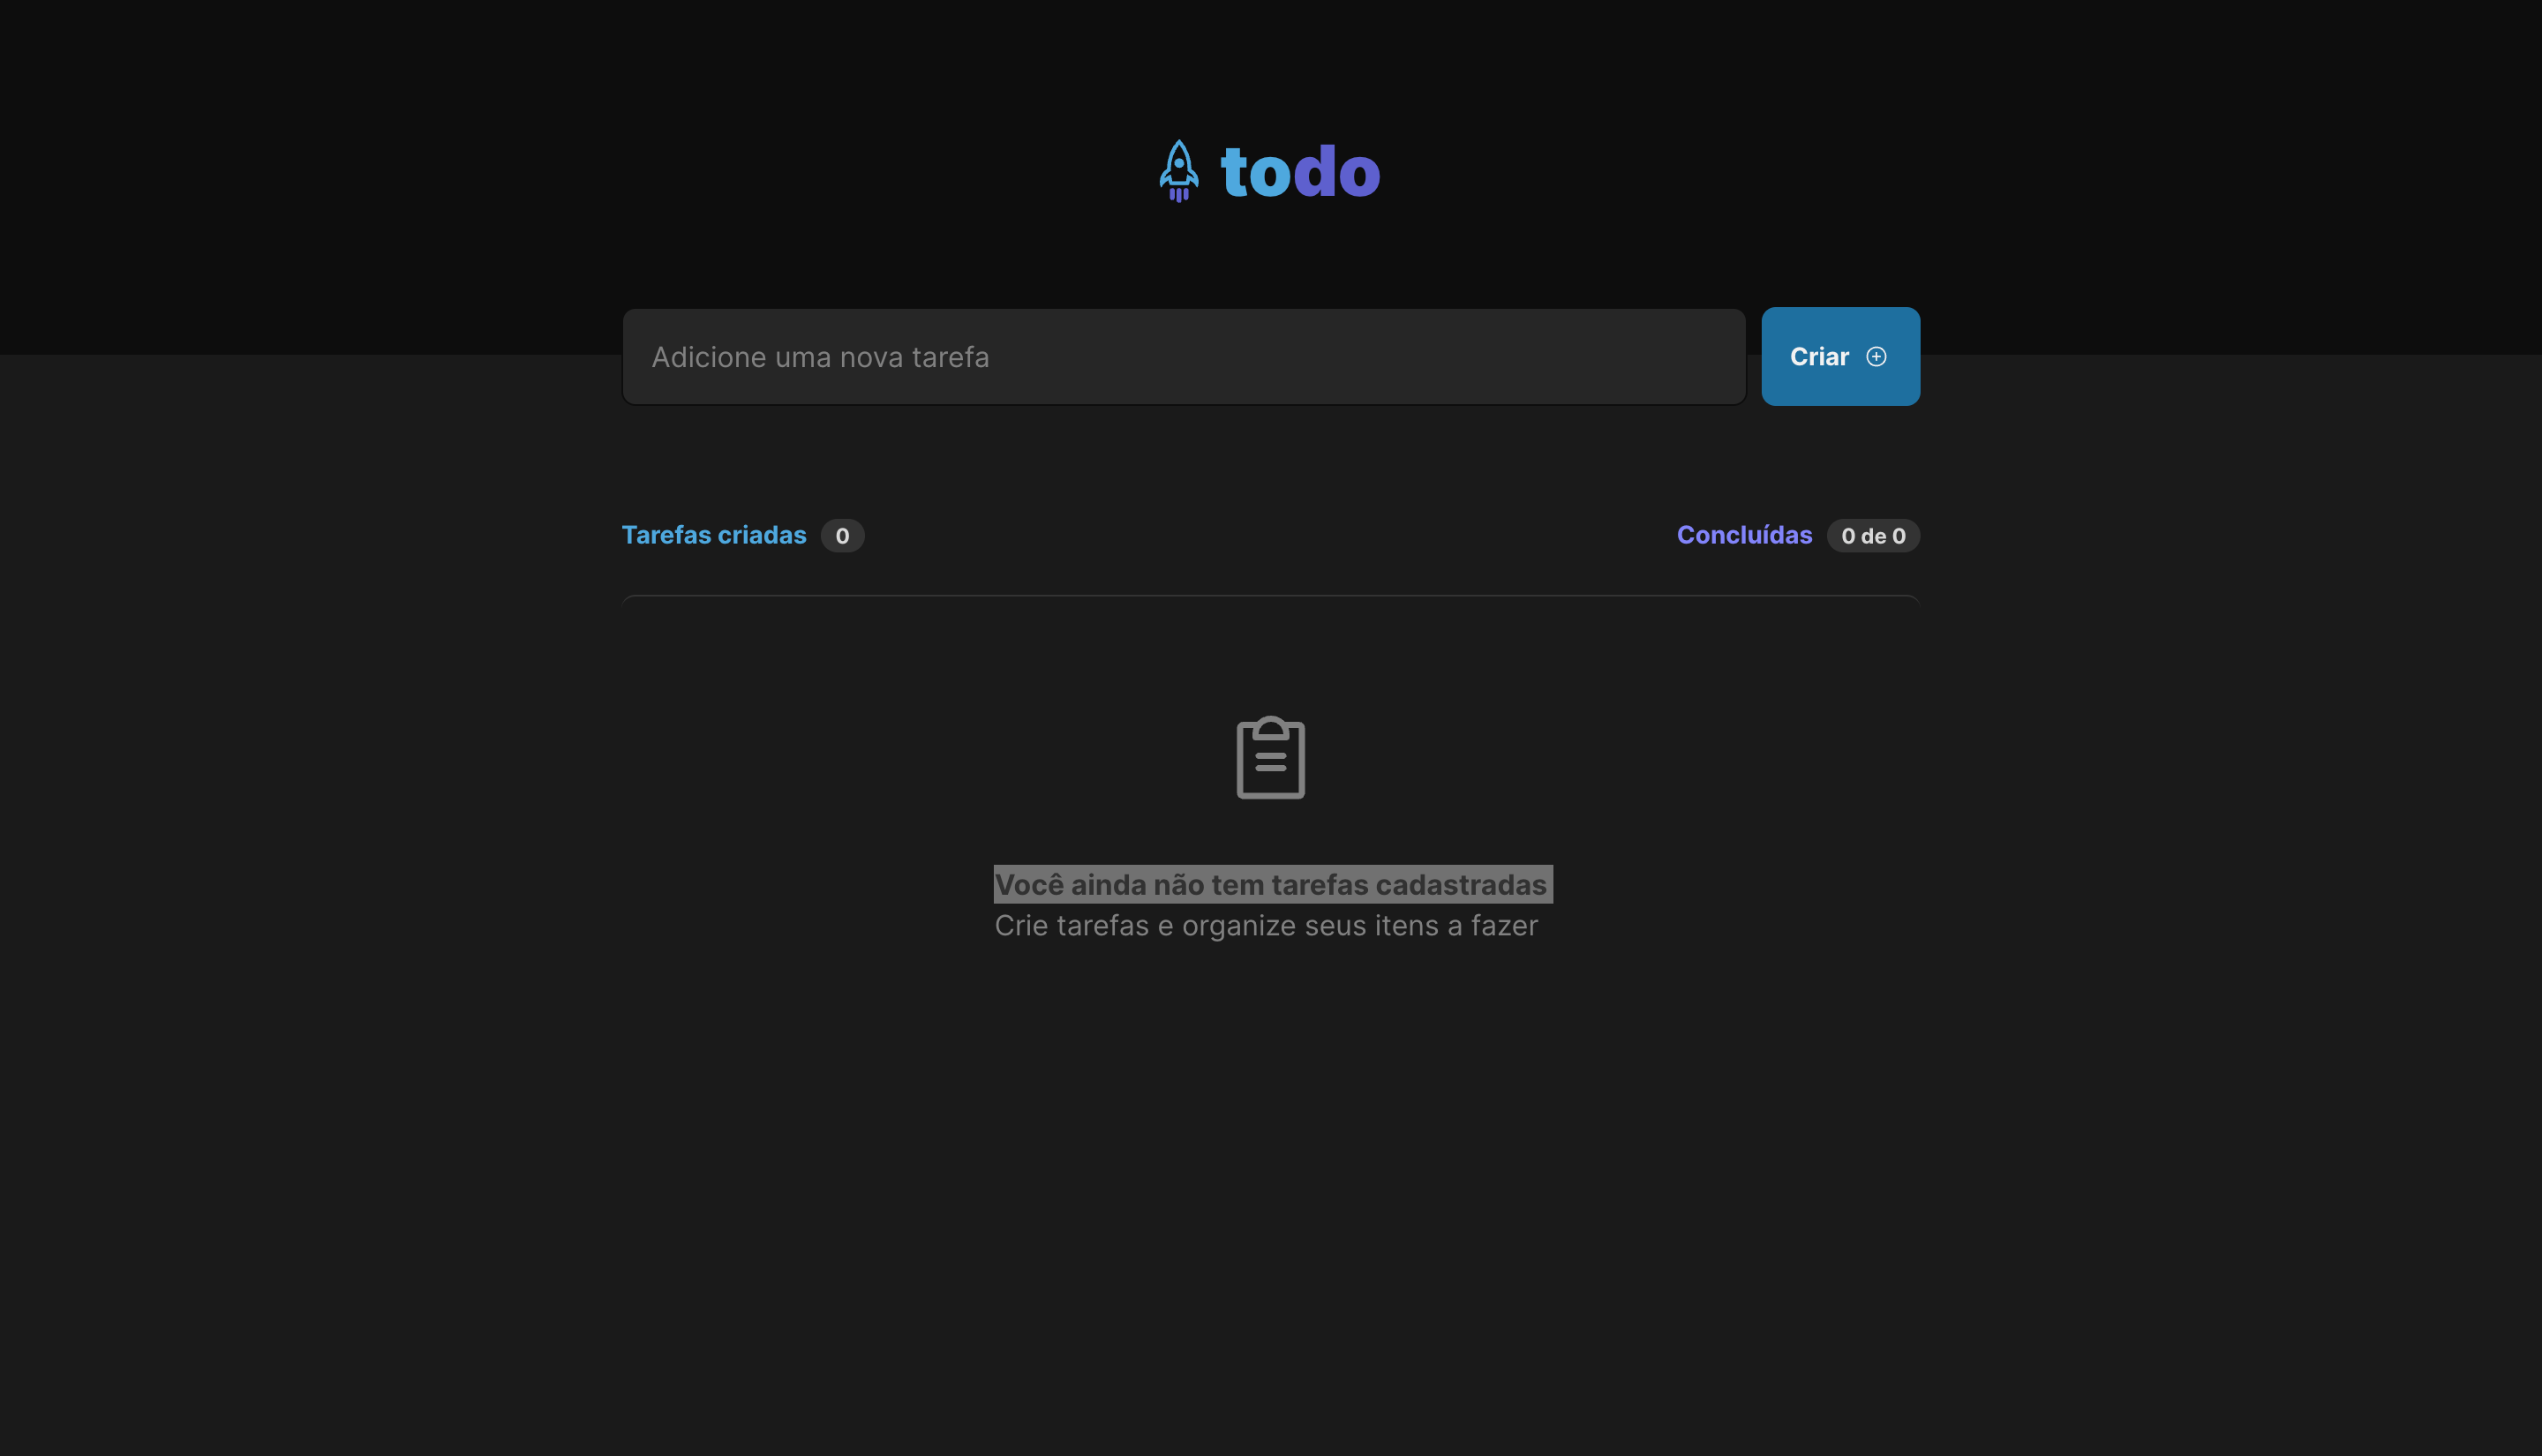 todo
Adicione uma nova tarefa
Criar
Tarefas criadas 0
Concluídas 0 de 0
Você ainda não tem tarefas cadastradas
Crie tarefas e organize seus itens a fazer